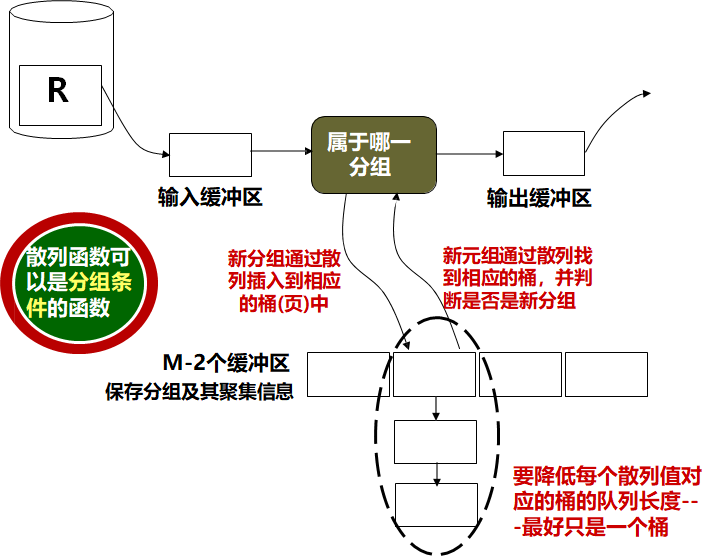 R
属于哪一
分组
输入缓冲区
输出缓冲区
散列函数可
以是分组条
件的函数
新分组通过散
列插入到相应
的桶(页)中
新元组通过散列找
到相应的桶，并判
断是否是新分组
M-2个缓冲区
保存分组及其聚集信息
要降低每个散列值对
应的桶的队列长度--
-最好只是一个桶